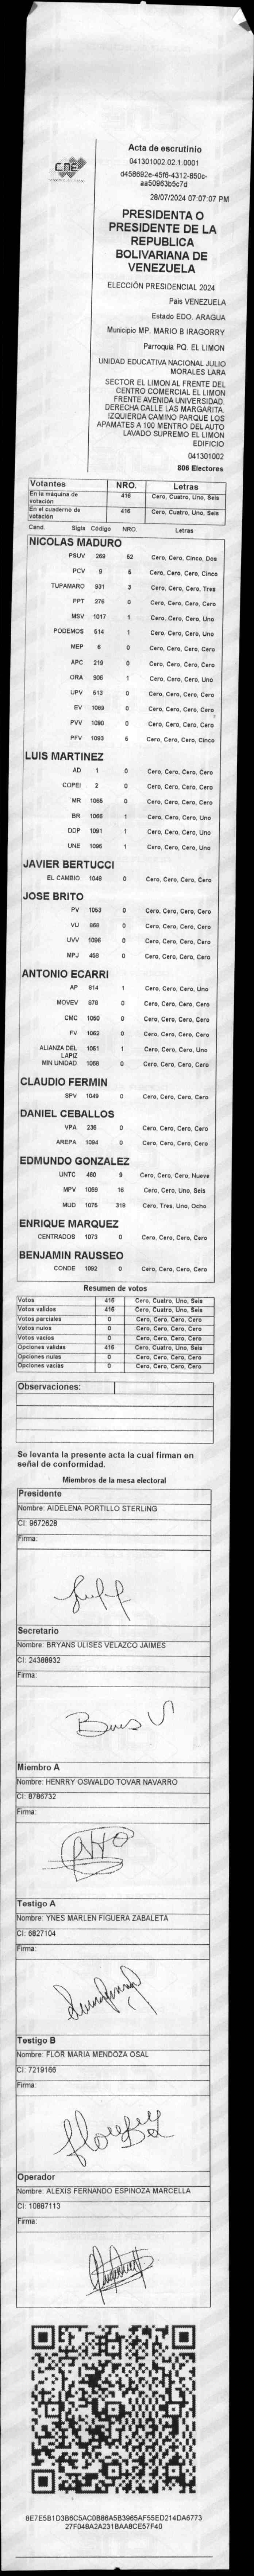 CNE
Acta de escrutinio
041301002.02.1.0001
d458692e-45f6-4312-850c-
aa50963b5c7d
28/07/2024 07:07:07 PM
PRESIDENTA O
PRESIDENTE DE LA
REPUBLICA
BOLIVARIANA DE
VENEZUELA
ELECCIÓN PRESIDENCIAL 2024
Pais VENEZUELA
Estado EDO. ARAGUA
Municipio MP. MARIO B IRAGORRY
Parroquia PQ. EL LIMON
UNIDAD EDUCATIVA NACIONAL JULIO
MORALES LARA
SECTOR EL LIMON AL FRENTE DEL
CENTRO COMERCIAL EL LIMON
FRENTE AVENIDA UNIVERSIDAD.
DERECHA CALLE LAS MARGARITA.
IZQUIERDA CAMINO PARQUE LOS
APAMATES A 100 MENTRO DEL AUTO
LAVADO SUPREMO EL LIMON
EDIFICIO
041301002
806 Electores
Votantes NRO. Letras
En la máquina de votación 416 Cero, Cuatro, Uno, Seis
En el cuaderno de votación 416 Cero, Cuatro, Uno, Seis
Cand. Sigla Código NRO. Letras
NICOLAS MADURO
PSUV 269 52 Cero, Cero, Cinco, Dos
PCV 9 5 Cero, Cero, Cero, Cinco
TUPAMARO 931 3 Cero, Cero, Cero, Tres
PPT 276 0 Cero, Cero, Cero, Cero
MSV 1017 1 Cero, Cero, Cero, Uno
PODEMOS 514 1 Cero, Cero, Cero, Uno
MEP 6 0 Cero, Cero, Cero, Cero
APC 219 0 Cero, Cero, Cero, Cero
ORA 906 1 Cero, Cero, Cero, Uno
UPV 613 0 Cero, Cero, Cero, Cero
EV 1089 0 Cero, Cero, Cero, Cero
PVV 1090 0 Cero, Cero, Cero, Cero
PFV 1093 5 Cero, Cero, Cero, Cinco
LUIS MARTINEZ
AD 1 0 Cero, Cero, Cero, Cero
COPEI 2 0 Cero, Cero, Cero, Cero
MR 1065 0 Cero, Cero, Cero, Cero
BR 1066 1 Cero, Cero, Cero, Uno
DDP 1091 1 Cero, Cero, Cero, Uno
UNE 1095 1 Cero, Cero, Cero, Uno
JAVIER BERTUCCI
EL CAMBIO 1048 0 Cero, Cero, Cero, Cero
JOSE BRITO
PV 1053 0 Cero, Cero, Cero, Cero
VU 868 0 Cero, Cero, Cero, Cero
UVV 1096 0 Cero, Cero, Cero, Cero
MPJ 468 0 Cero, Cero, Cero, Cero
ANTONIO ECARRI
AP 814 1 Cero, Cero, Cero, Uno
MOVEV 879 0 Cero, Cero, Cero, Cero
CMC 1050 0 Cero, Cero, Cero, Cero
FV 1062 0 Cero, Cero, Cero, Cero
ALIANZA DEL LAPIZ 1051 1 Cero, Cero, Cero, Uno
MIN UNIDAD 1068 0 Cero, Cero, Cero, Cero
CLAUDIO FERMIN
SPV 1049 0 Cero, Cero, Cero, Cero
DANIEL CEBALLOS
VPA 236 0 Cero, Cero, Cero, Cero
AREPA 1094 0 Cero, Cero, Cero, Cero
EDMUNDO GONZALEZ
UNTC 460 9 Cero, Cero, Cero, Nueve
MPV 1069 16 Cero, Cero, Uno, Seis
MUD 1075 318 Cero, Tres, Uno, Ocho
ENRIQUE MARQUEZ
CENTRADOS 1073 0 Cero, Cero, Cero, Cero
BENJAMIN RAUSSEO
CONDE 1092 0 Cero, Cero, Cero, Cero
Resumen de votos
Votos 416 Cero, Cuatro, Uno, Seis
Votos validos 416 Cero, Cuatro, Uno, Seis
Votos parciales 0 Cero, Cero, Cero, Cero
Votos nulos 0 Cero, Cero, Cero, Cero
Votos vacios 0 Cero, Cero, Cero, Cero
Opciones validas 416 Cero, Cuatro, Uno, Seis
Opciones nulas 0 Cero, Cero, Cero, Cero
Opciones vacias 0 Cero, Cero, Cero, Cero
Observaciones:
Se levanta la presente acta la cual firman en
señal de conformidad.
Miembros de la mesa electoral
Presidente
Nombre: AIDELENA PORTILLO STERLING
CI: 9672628
Firma:
Secretario
Nombre: BRYANS ULISES VELAZCO JAIMES
CI: 24388932
Firma:
Miembro A
Nombre: HENRRY OSWALDO TOVAR NAVARRO
CI: 8786732
Firma:
Testigo A
Nombre: YNES MARLEN FIGUERA ZABALETA
CI: 6827104
Firma:
Testigo B
Nombre: FLOR MARIA MENDOZA OSAL
CI: 7219166
Firma:
Operador
Nombre: ALEXIS FERNANDO ESPINOZA MARCELLA
CI: 10887113
Firma:
8E7E5B1D3B6C5AC0B86A5B3965AF55ED214DA6773
27F048A2A231BAA8CE57F40